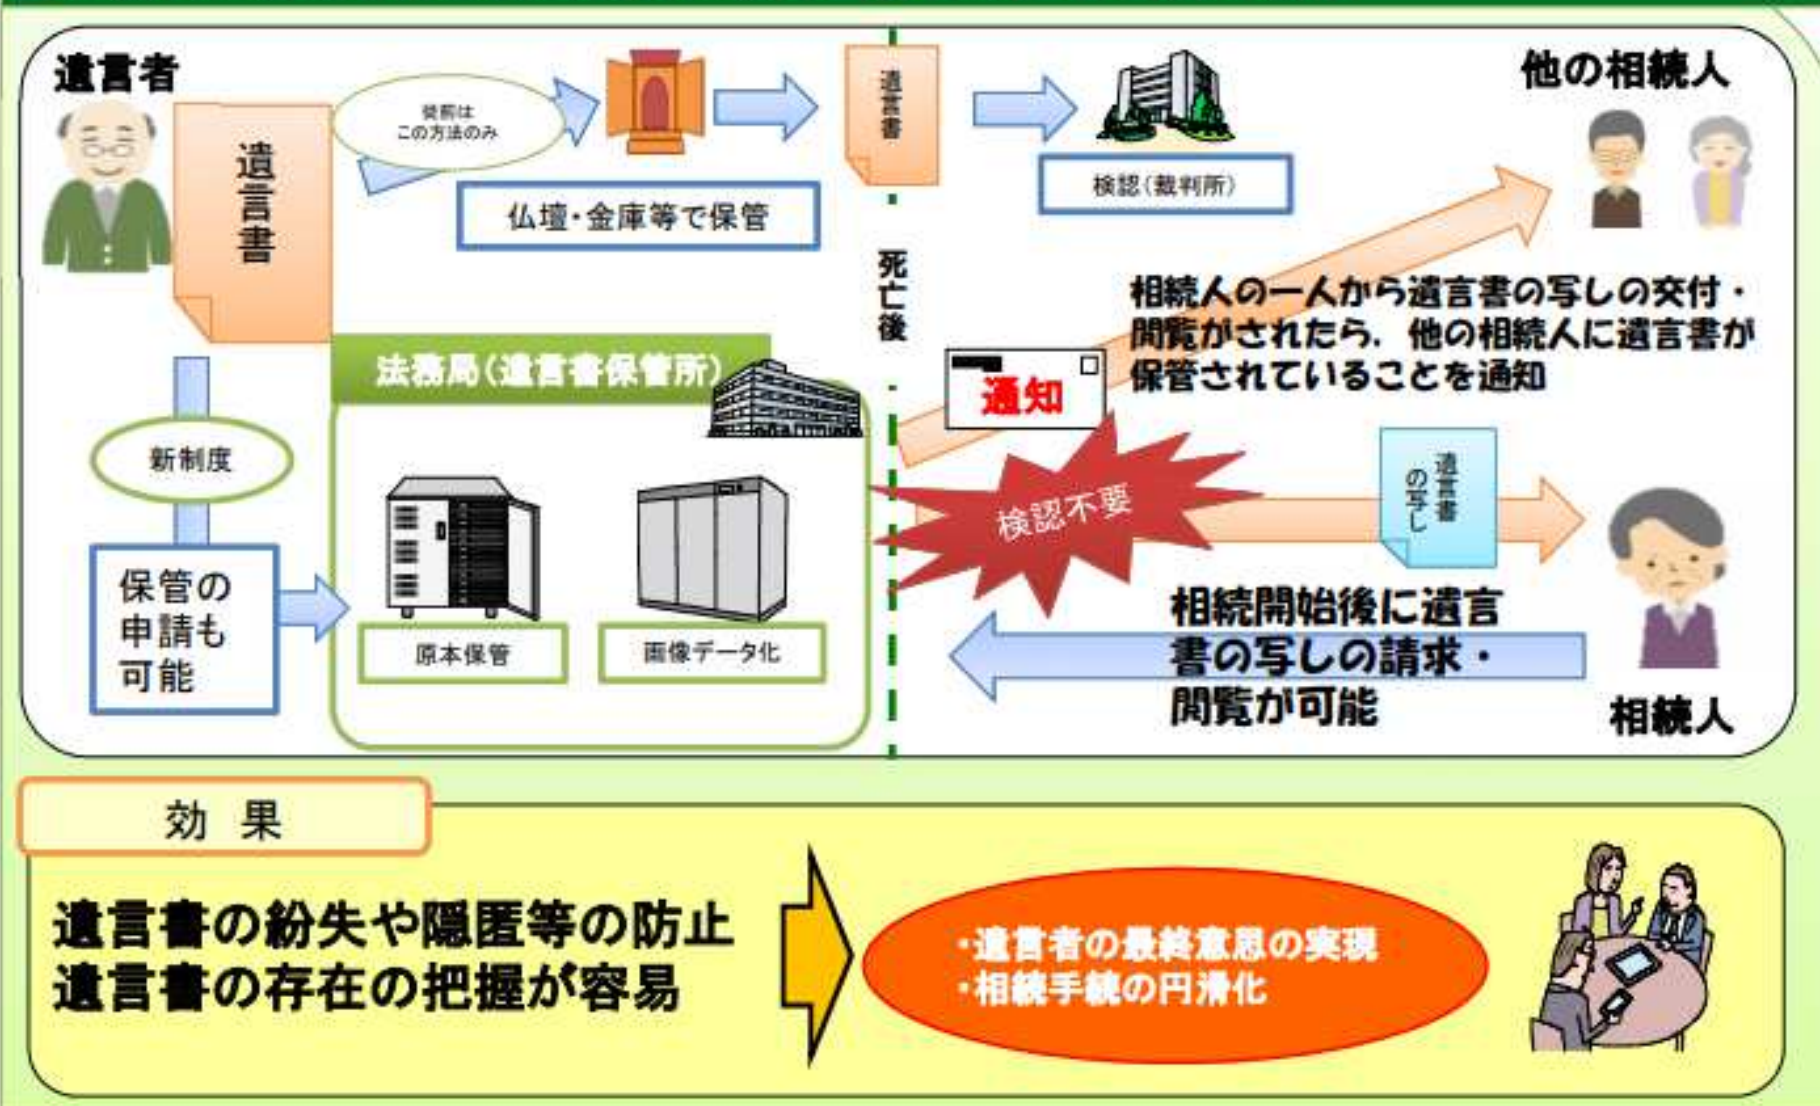 遺言者
遺言書
従前は
この方法のみ
仏壇・金庫等で保管
遺言書
検認（裁判所）
他の相続人
死亡後
相続人の一人から遺言書の写しの交付・
閲覧がされたら，他の相続人に遺言書が
保管されていることを通知
通知
法務局（遺言書保管所）
新制度
保管の
申請も
可能
原本保管
画像データ化
検認不要
遺言書
の写し
相続開始後に遺言
書の写しの請求・
閲覧が可能
相続人
効 果
遺言書の紛失や隠匿等の防止
遺言書の存在の把握が容易
・遺言者の最終意思の実現
・相続手続の円滑化